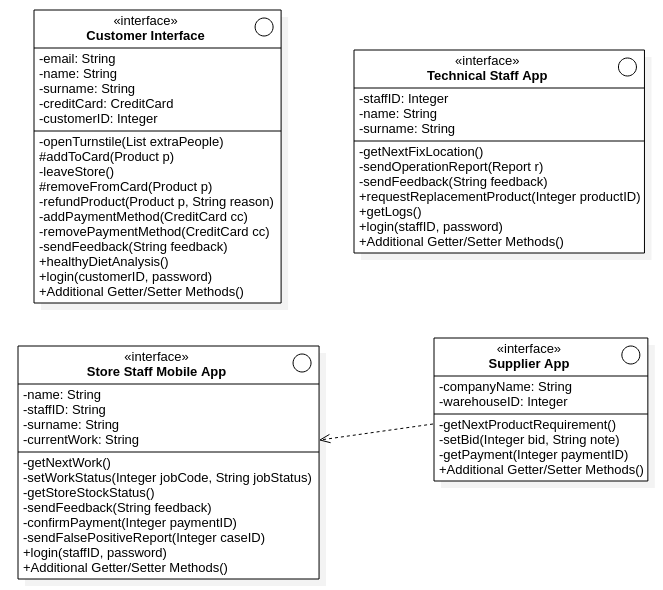 «interface»
Customer Interface
-email: String
-name: String
-surname: String
-creditCard: CreditCard
-customerID: Integer
-openTurnstile(List extraPeople)
#addToCard(Product p)
-leaveStore()
#removeFromCard(Product p)
-refundProduct(Product p, String reason)
-addPaymentMethod(CreditCard cc)
-removePaymentMethod(CreditCard cc)
-sendFeedback(String feedback)
+healthyDietAnalysis()
+login(customerID, password)
+Additional Getter/Setter Methods()
«interface»
Technical Staff App
-staffID: Integer
-name: String
-surname: String
-getNextFixLocation()
-sendOperationReport(Report r)
-sendFeedback(String feedback)
+requestReplacementProduct(Integer productID)
+getLogs()
+login(staffID, password)
+Additional Getter/Setter Methods()
«interface»
Store Staff Mobile App
-name: String
-staffID: String
-surname: String
-currentWork: String
-getNextWork()
-setWorkStatus(Integer jobCode, String jobStatus)
-getStoreStockStatus()
-sendFeedback(String feedback)
-confirmPayment(Integer paymentID)
-sendFalsePositiveReport(Integer caseID)
+login(staffID, password)
+Additional Getter/Setter Methods()
«interface»
Supplier App
-companyName: String
-warehouseID: Integer
-getNextProductRequirement()
-setBid(Integer bid, String note)
-getPayment(Integer paymentID)
+Additional Getter/Setter Methods()